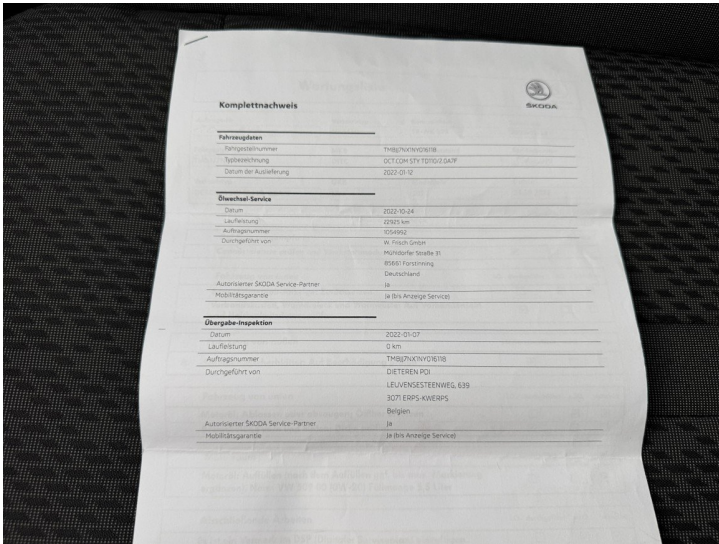 ŠKODA
Komplettnachweis
Fahrzeugdaten
Fahrgestellnummer TMBJJ7NX1NY016118
Typbezeichnung OCT.COM STY TD110/2.0A7F
Datum der Auslieferung 2022-01-12
Ölwechsel-Service
Datum 2022-10-24
Laufleistung 22925 km
Auftragsnummer 1054952
Durchgeführt von W. Frisch GmbH
Mühldorfer Straße 31
85661 Forstinning
Deutschland
Autorisierter ŠKODA Service-Partner Ja
Mobilitätsgarantie Ja (bis Anzeige Service)
Übergabe-Inspektion
Datum 2022-01-07
Laufleistung 0 km
Auftragsnummer TMBJJ7NX1NY016118
Durchgeführt von DIETEREN PDI
LEUVENSESTEENWEG, 639
3071 ERPS-KWERPS
Belgien
Autorisierter ŠKODA Service-Partner Ja
Mobilitätsgarantie Ja (bis Anzeige Service)